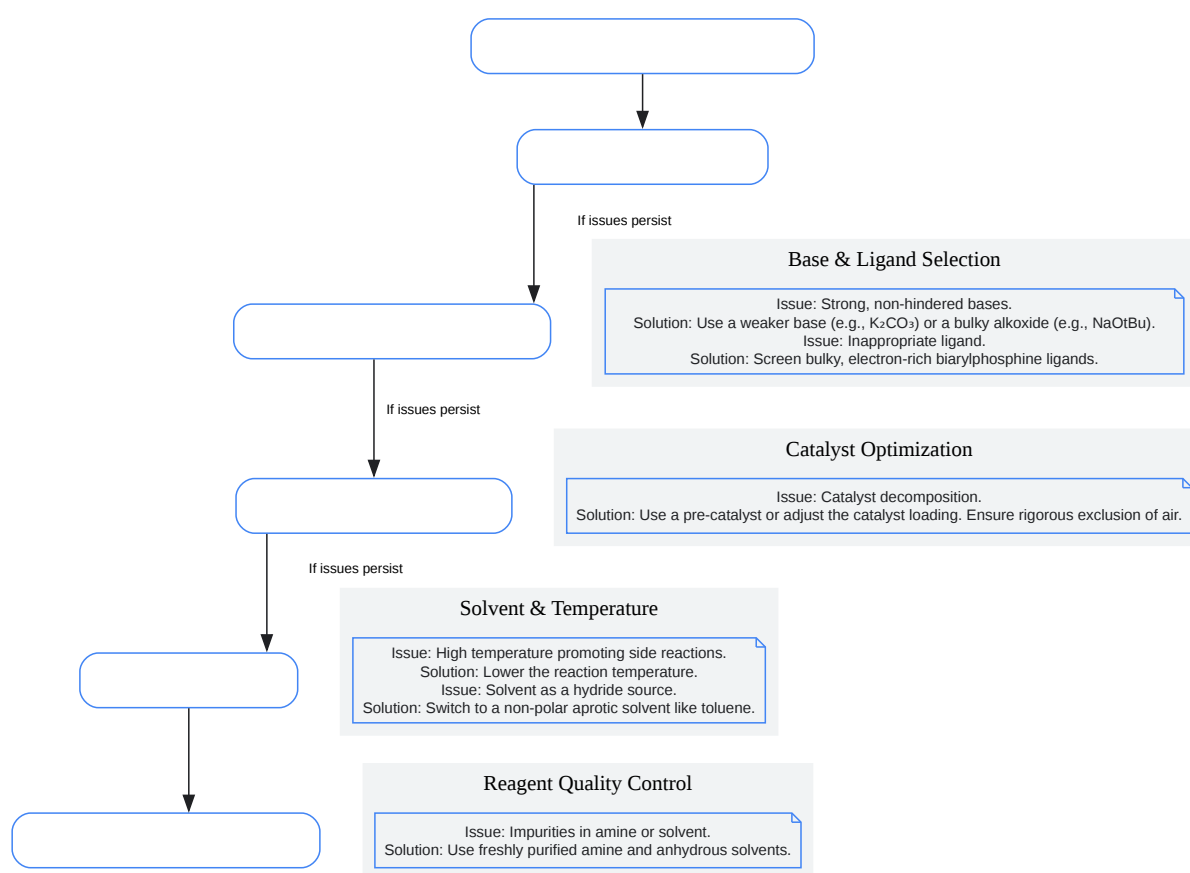 If issues persist
Base & Ligand Selection
Issue: Strong, non-hindered bases.
Solution: Use a weaker base (e.g., K₂CO₃) or a bulky alkoxide (e.g., NaOtBu).
Issue: Inappropriate ligand.
Solution: Screen bulky, electron-rich biarylphosphine ligands.
If issues persist
Catalyst Optimization
Issue: Catalyst decomposition.
Solution: Use a pre-catalyst or adjust the catalyst loading. Ensure rigorous exclusion of air.
If issues persist
Solvent & Temperature
Issue: High temperature promoting side reactions.
Solution: Lower the reaction temperature.
Issue: Solvent as a hydride source.
Solution: Switch to a non-polar aprotic solvent like toluene.
Reagent Quality Control
Issue: Impurities in amine or solvent.
Solution: Use freshly purified amine and anhydrous solvents.